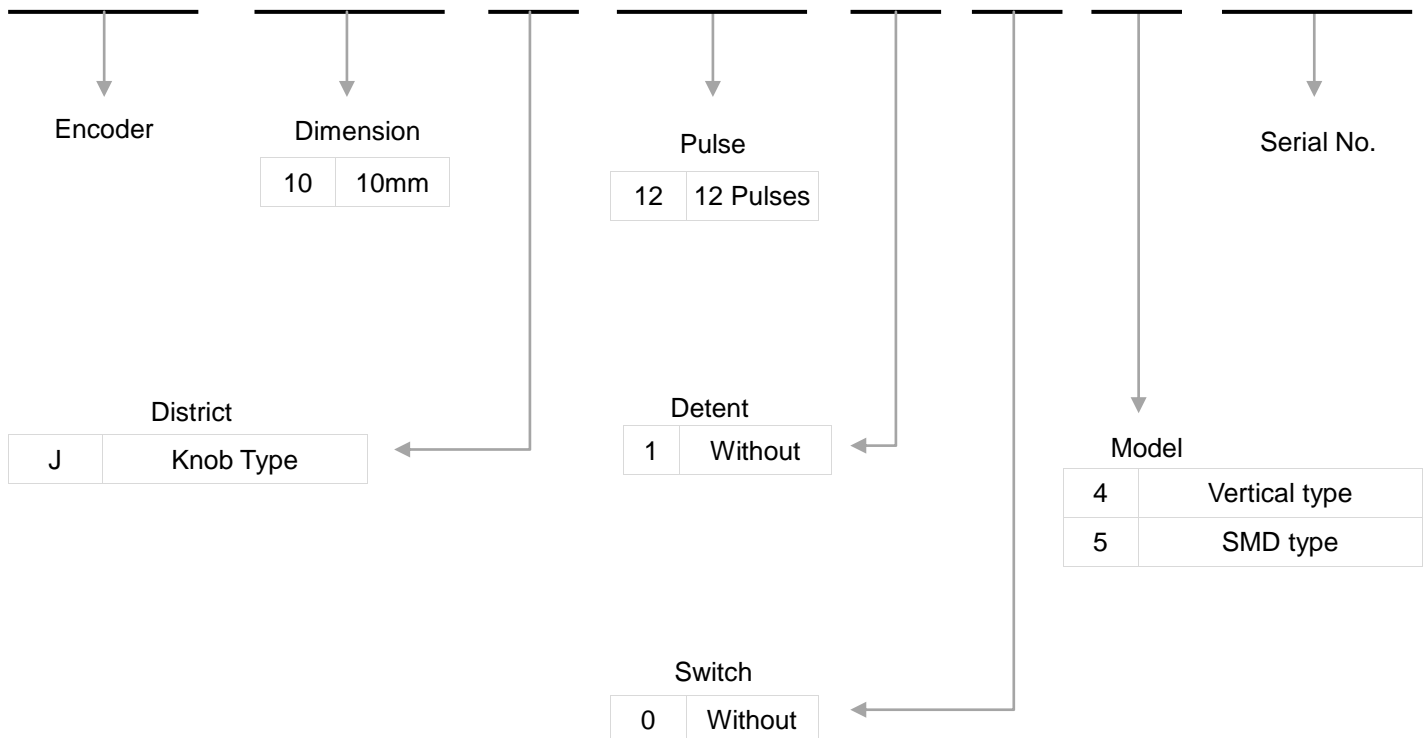 Encoder
Dimension
10 10mm
Pulse
12 12 Pulses
Serial No.
District
J Knob Type
Detent
1 Without
Model
4 Vertical type
5 SMD type
Switch
0 Without